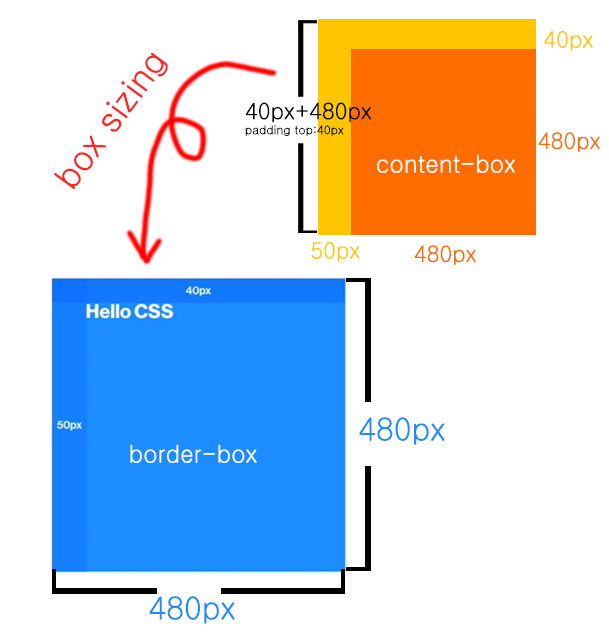 40px
box sizing
40px+480px
padding top:40px
480px
content-box
50px
480px
40px
Hello CSS
50px
480px
border-box
480px